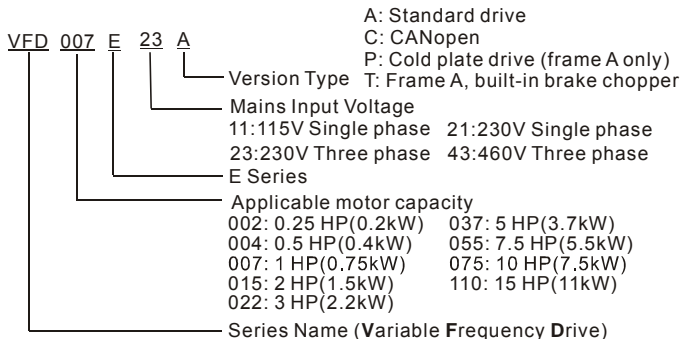 A: Standard drive
C: CANopen
P: Cold plate drive (frame A only)
VFD 007 E 23 A
Version Type T: Frame A, built-in brake chopper
Mains Input Voltage
11:115V Single phase 21:230V Single phase
23:230V Three phase 43:460V Three phase
E Series
Applicable motor capacity
002: 0.25 HP(0.2kW) 037: 5 HP(3.7kW)
004: 0.5 HP(0.4kW) 055: 7.5 HP(5.5kW)
007: 1 HP(0.75kW) 075: 10 HP(7.5kW)
015: 2 HP(1.5kW) 110: 15 HP(11kW)
022: 3 HP(2.2kW)
Series Name (Variable Frequency Drive)